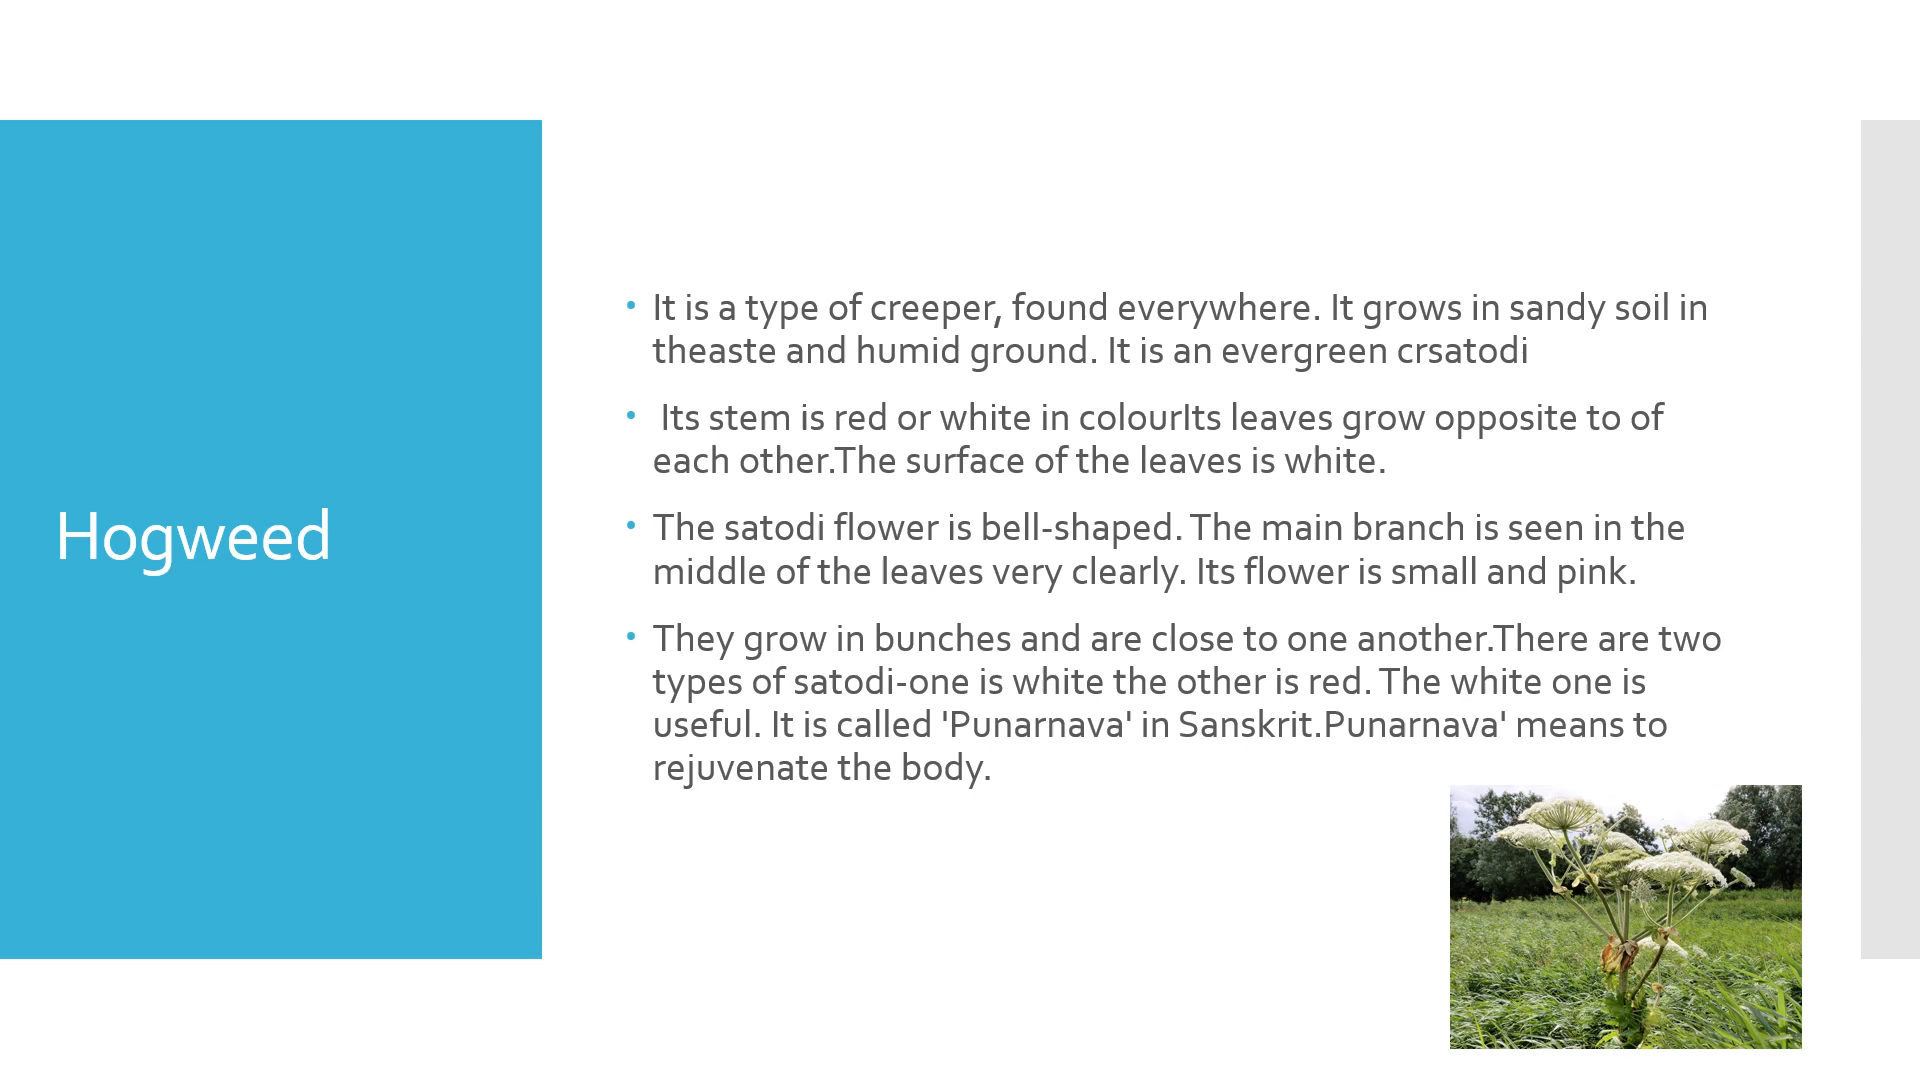 Hogweed
It is a type of creeper, found everywhere. It grows in sandy soil in
theaste and humid ground. It is an evergreen crsatodi
Its stem is red or white in colourIts leaves grow opposite to of
each other.The surface of the leaves is white.
The satodi flower is bell-shaped. The main branch is seen in the
middle of the leaves very clearly. Its flower is small and pink.
They grow in bunches and are close to one another.There are two
types of satodi-one is white the other is red. The white one is
useful. It is called 'Punarnava' in Sanskrit.Punarnava' means to
rejuvenate the body.